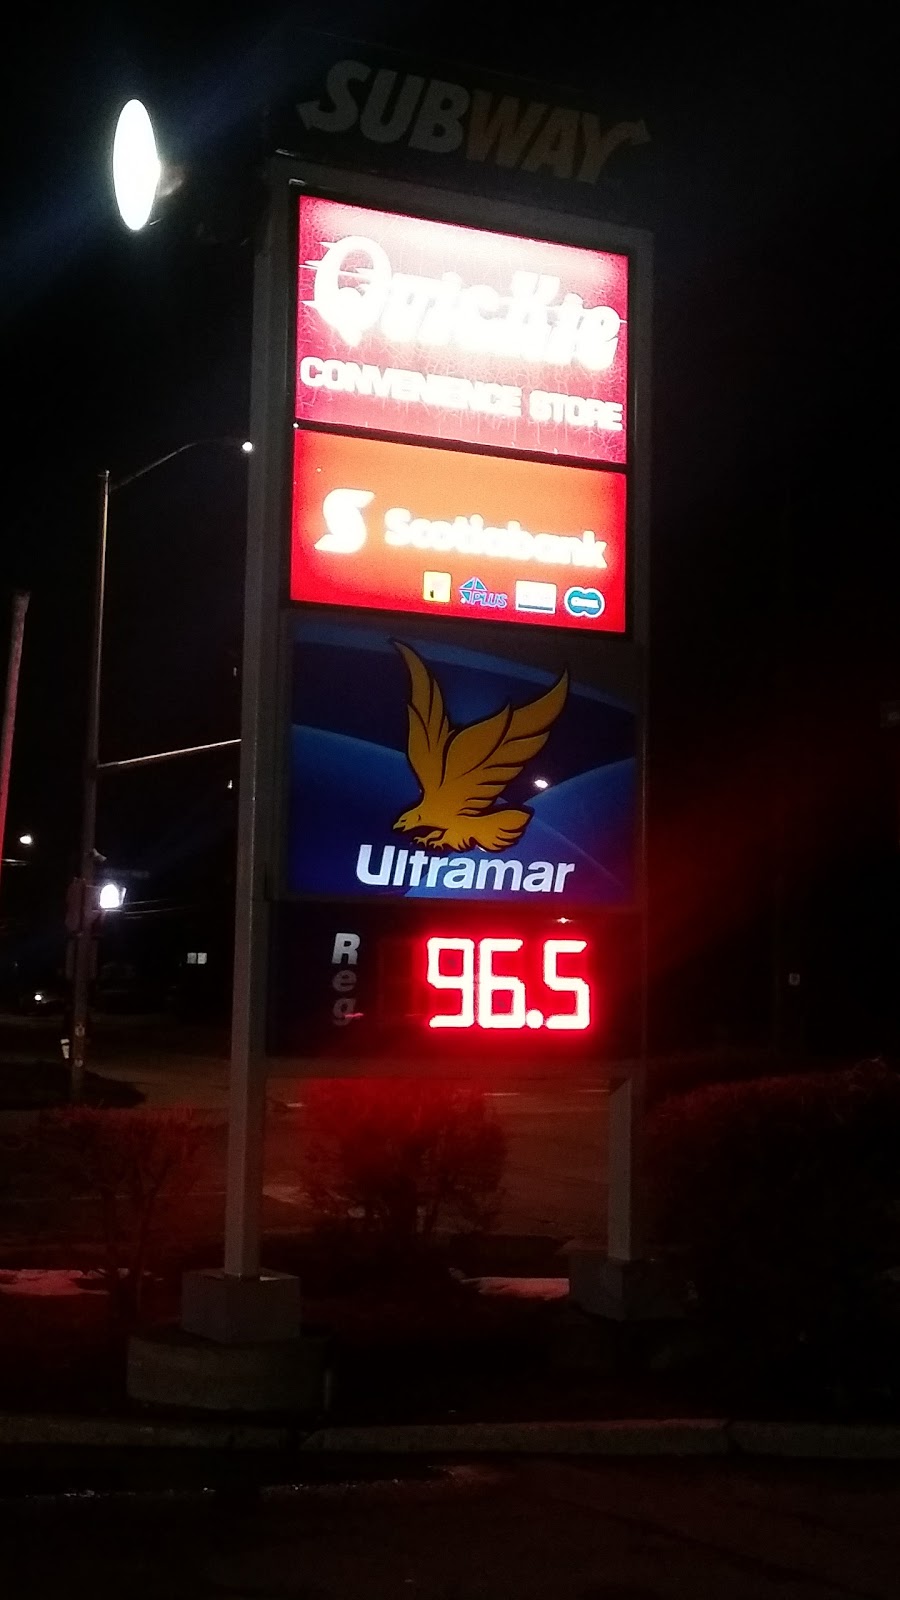 SUBWAY
Quickie
CONVENIENCE STORE
Scotiabank
PLUS
Ultramar
Reg 96.5